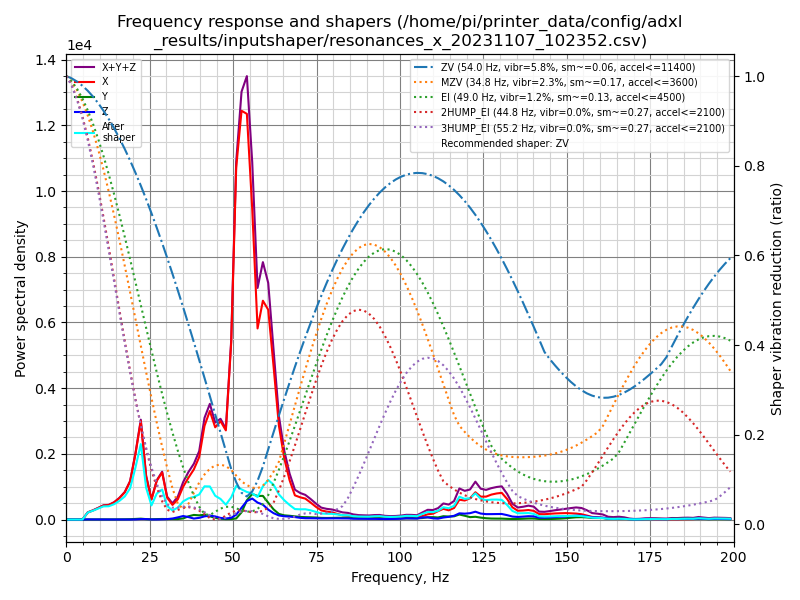 Frequency response and shapers (/home/pi/printer_data/config/adxl
_results/inputshaper/resonances_x_20231107_102352.csv)
1e4
X+Y+Z
X
Y
Z
After
shaper
ZV (54.0 Hz, vibr=5.8%, sm~=0.06, accel<=11400)
MZV (34.8 Hz, vibr=2.3%, sm~=0.17, accel<=3600)
EI (49.0 Hz, vibr=1.2%, sm~=0.13, accel<=4500)
2HUMP_EI (44.8 Hz, vibr=0.0%, sm~=0.27, accel<=2100)
3HUMP_EI (55.2 Hz, vibr=0.0%, sm~=0.27, accel<=2100)
Recommended shaper: ZV
Power spectral density
1.4
1.2
1.0
0.8
0.6
0.4
0.2
0.0
1.0
0.8
0.6
0.4
0.2
0.0
Shaper vibration reduction (ratio)
0 25 50 75 100 125 150 175 200
Frequency, Hz